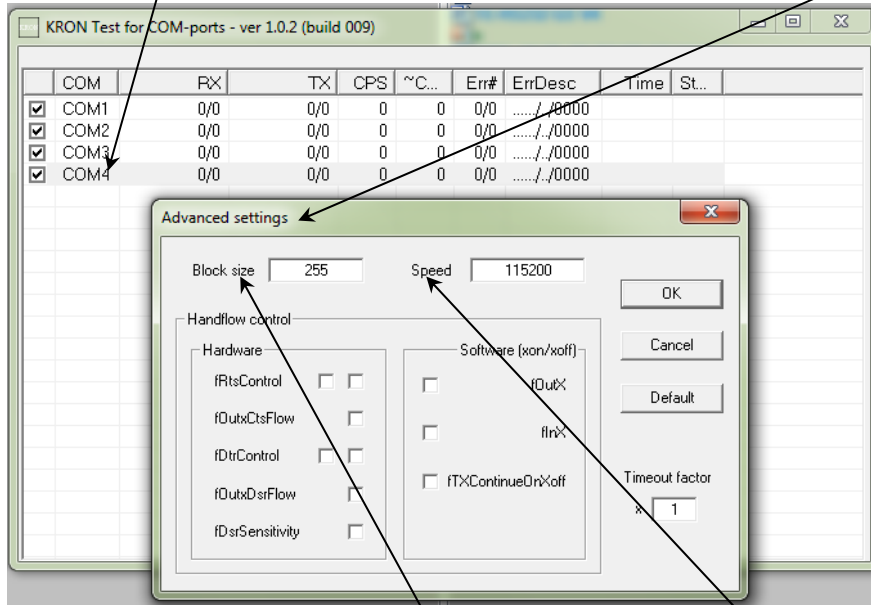 KRON Test for COM-ports - ver 1.0.2 (build 009)
COM RX TX CPS ~C... Err# ErrDesc Time St...
COM1 0/0 0/0 0 0 0/0 ....../../0000
COM2 0/0 0/0 0 0 0/0 ....../../0000
COM3 0/0 0/0 0 0 0/0 ....../../0000
COM4 0/0 0/0 0 0 0/0 ....../../0000
Advanced settings
Block size 255 Speed 115200
OK
Handflow control
Hardware Software (xon/xoff) Cancel
fRtsControl fOutX
Default
fOutxCtsFlow fInX
fDtrControl
fTXContinueOnXoff Timeout factor
fOutxDsrFlow
x 1
fDsrSensitivity